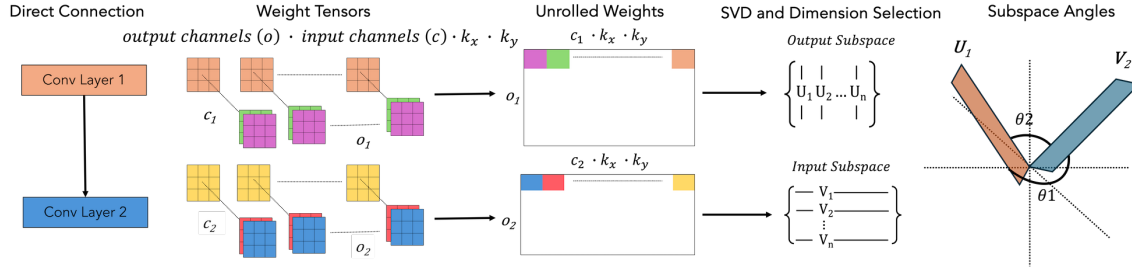 Direct Connection
Weight Tensors
Unrolled Weights
SVD and Dimension Selection
Subspace Angles
output channels (o) · input channels (c) · k_x · k_y
Conv Layer 1
Conv Layer 2
c_1
o_1
c_2
o_2
c_1 · k_x · k_y
o_1
c_2 · k_x · k_y
o_2
Output Subspace
U_1 U_2 ... U_n
Input Subspace
V_1
V_2
⋮
V_n
U_1
V_2
θ2
θ1